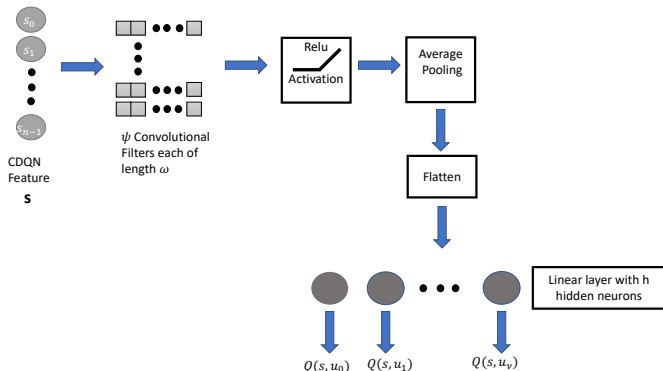 s₀
s₁
sₙ₋₁
CDQN
Feature
S
ψ Convolutional
Filters each of
length ω
Relu
Activation
Average
Pooling
Flatten
Linear layer with h
hidden neurons
Q(s, u₀)
Q(s, u₁)
Q(s, uᵥ)